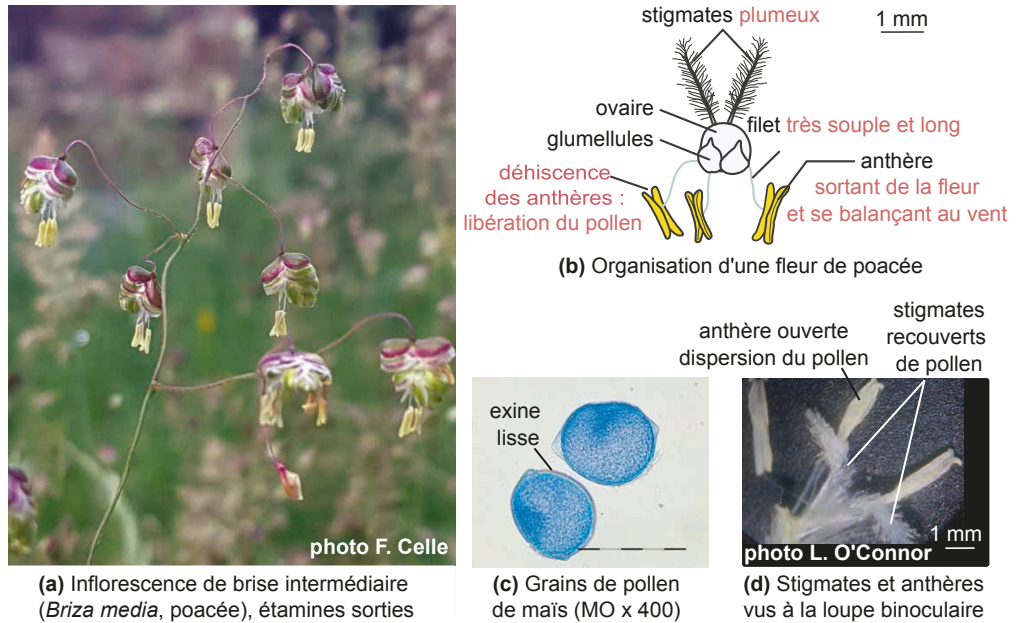 photo F. Celle
(a) Inflorescence de brise intermédiaire
(Briza media, poacée), étamines sorties
stigmates plumeux
1 mm
ovaire
glumellules
filet très souple et long
déhiscence
des anthères :
libération du pollen
anthère
sortant de la fleur
et se balançant au vent
(b) Organisation d'une fleur de poacée
exine
lisse
(c) Grains de pollen
de maïs (MO x 400)
anthère ouverte
dispersion du pollen
stigmates
recouverts
de pollen
1 mm
photo L. O'Connor
(d) Stigmates et anthères
vus à la loupe binoculaire